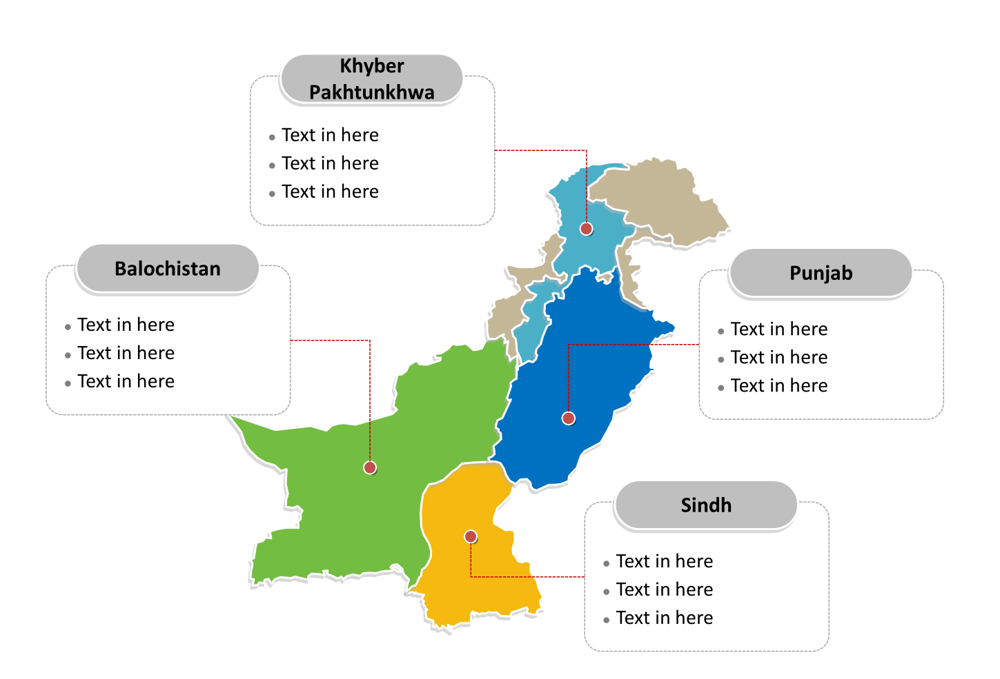 Khyber
Pakhtunkhwa
• Text in here
• Text in here
• Text in here
Balochistan
• Text in here
• Text in here
• Text in here
Punjab
• Text in here
• Text in here
• Text in here
Sindh
• Text in here
• Text in here
• Text in here